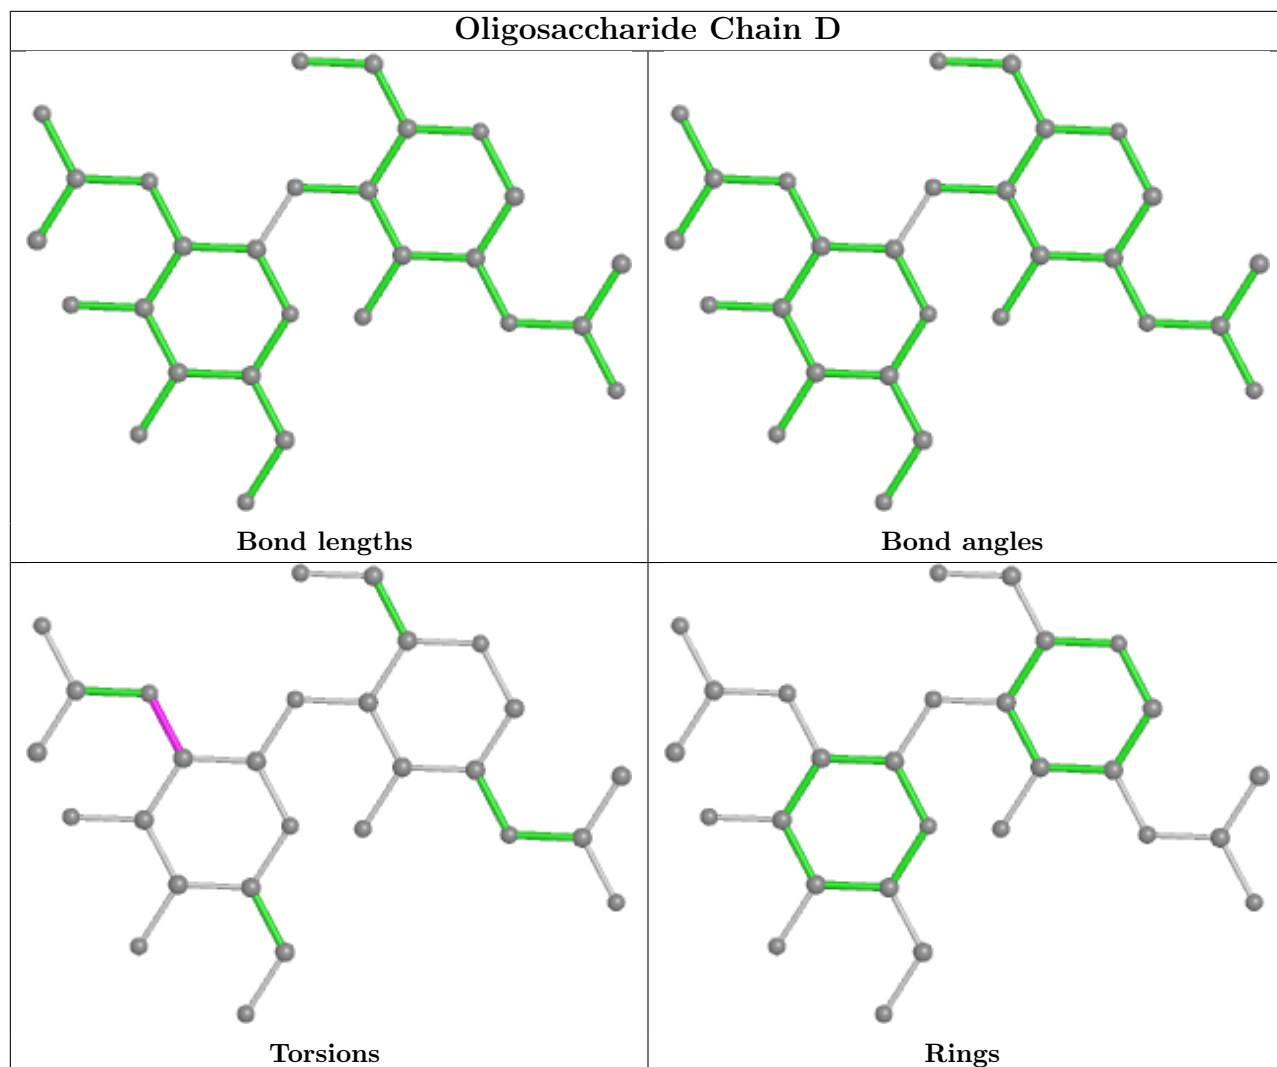 Oligosaccharide Chain D
Bond lengths
Bond angles
Torsions
Rings